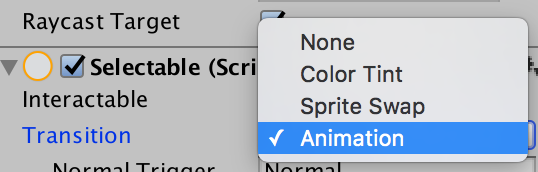 Raycast Target
None
Color Tint
Selectable (Scri
Sprite Swap
Interactable
Transition
✓ Animation
Normal Trigger
Normal